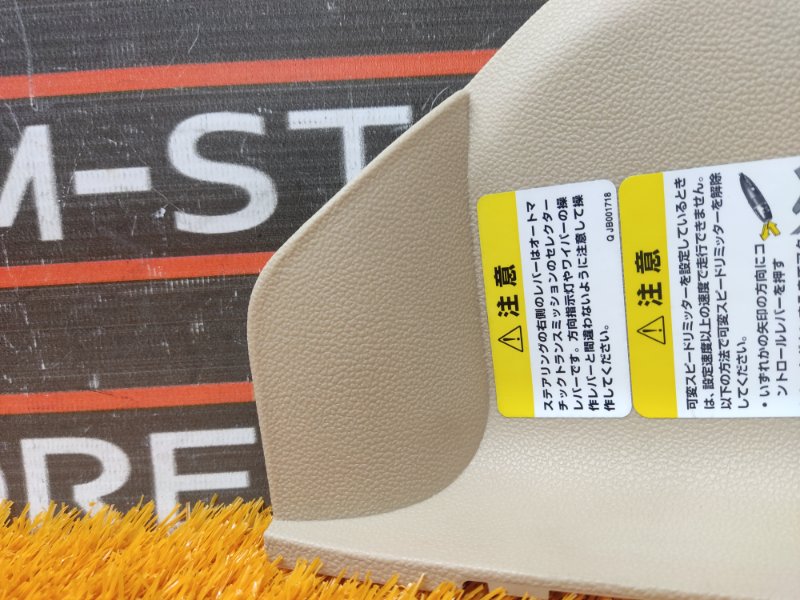 M-ST
ORE
注意
ステアリングの右側のレバーはオートマ
チックトランスミッションのセレクター
レバーです。方向指示灯やワイパーの操
作レバーと間違わないように注意して操
作してください。
Q JB001718
注意
可変スピードリミッターを設定しているとき
は、設定速度以上の速度で走行できません。
以下の方法で可変スピードリミッターを解除
してください。
・いずれかの矢印の方向にコ
ントロールレバーを押す